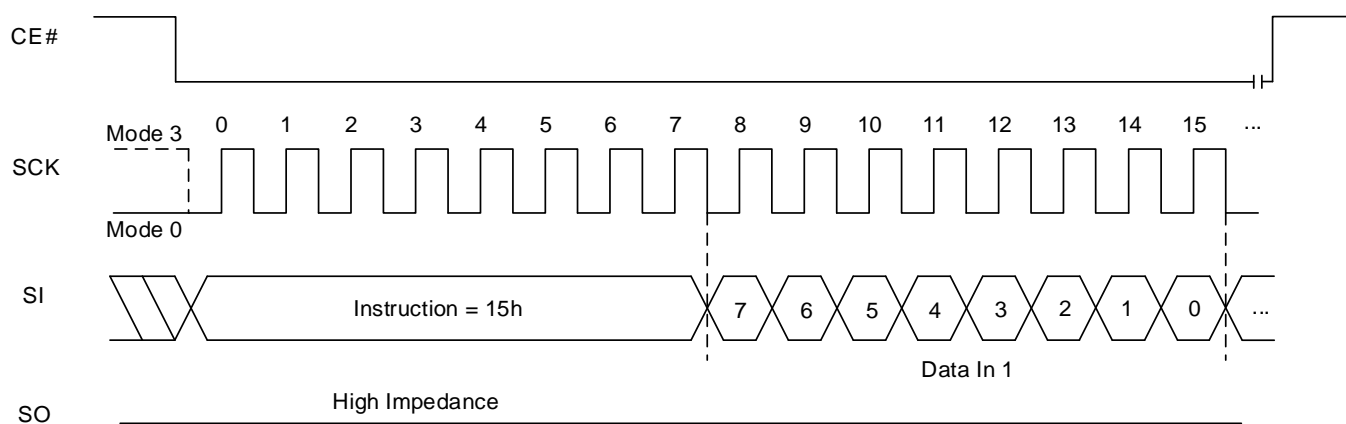 CE#
Mode 3 0 1 2 3 4 5 6 7 8 9 10 11 12 13 14 15 ...
SCK
Mode 0
SI Instruction = 15h 7 6 5 4 3 2 1 0 ...
Data In 1
High Impedance
SO